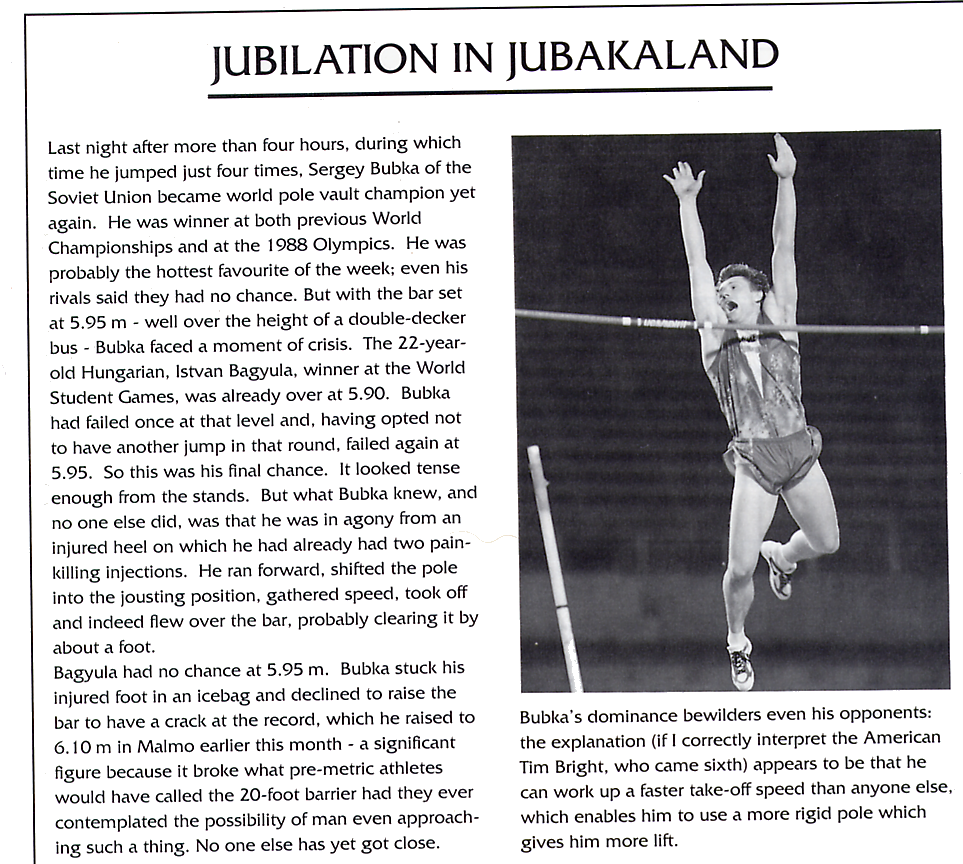 JUBILATION IN JUBAKALAND
Last night after more than four hours, during which
time he jumped just four times, Sergey Bubka of the
Soviet Union became world pole vault champion yet
again. He was winner at both previous World
Championships and at the 1988 Olympics. He was
probably the hottest favourite of the week; even his
rivals said they had no chance. But with the bar set
at 5.95 m - well over the height of a double-decker
bus - Bubka faced a moment of crisis. The 22-year-
old Hungarian, Istvan Bagyula, winner at the World
Student Games, was already over at 5.90. Bubka
had failed once at that level and, having opted not
to have another jump in that round, failed again at
5.95. So this was his final chance. It looked tense
enough from the stands. But what Bubka knew, and
no one else did, was that he was in agony from an
injured heel on which he had already had two pain-
killing injections. He ran forward, shifted the pole
into the jousting position, gathered speed, took off
and indeed flew over the bar, probably clearing it by
about a foot.
Bagyula had no chance at 5.95 m. Bubka stuck his
injured foot in an icebag and declined to raise the
bar to have a crack at the record, which he raised to
6.10 m in Malmo earlier this month - a significant
figure because it broke what pre-metric athletes
would have called the 20-foot barrier had they ever
contemplated the possibility of man even approach-
ing such a thing. No one else has yet got close.
Bubka's dominance bewilders even his opponents:
the explanation (if I correctly interpret the American
Tim Bright, who came sixth) appears to be that he
can work up a faster take-off speed than anyone else,
which enables him to use a more rigid pole which
gives him more lift.